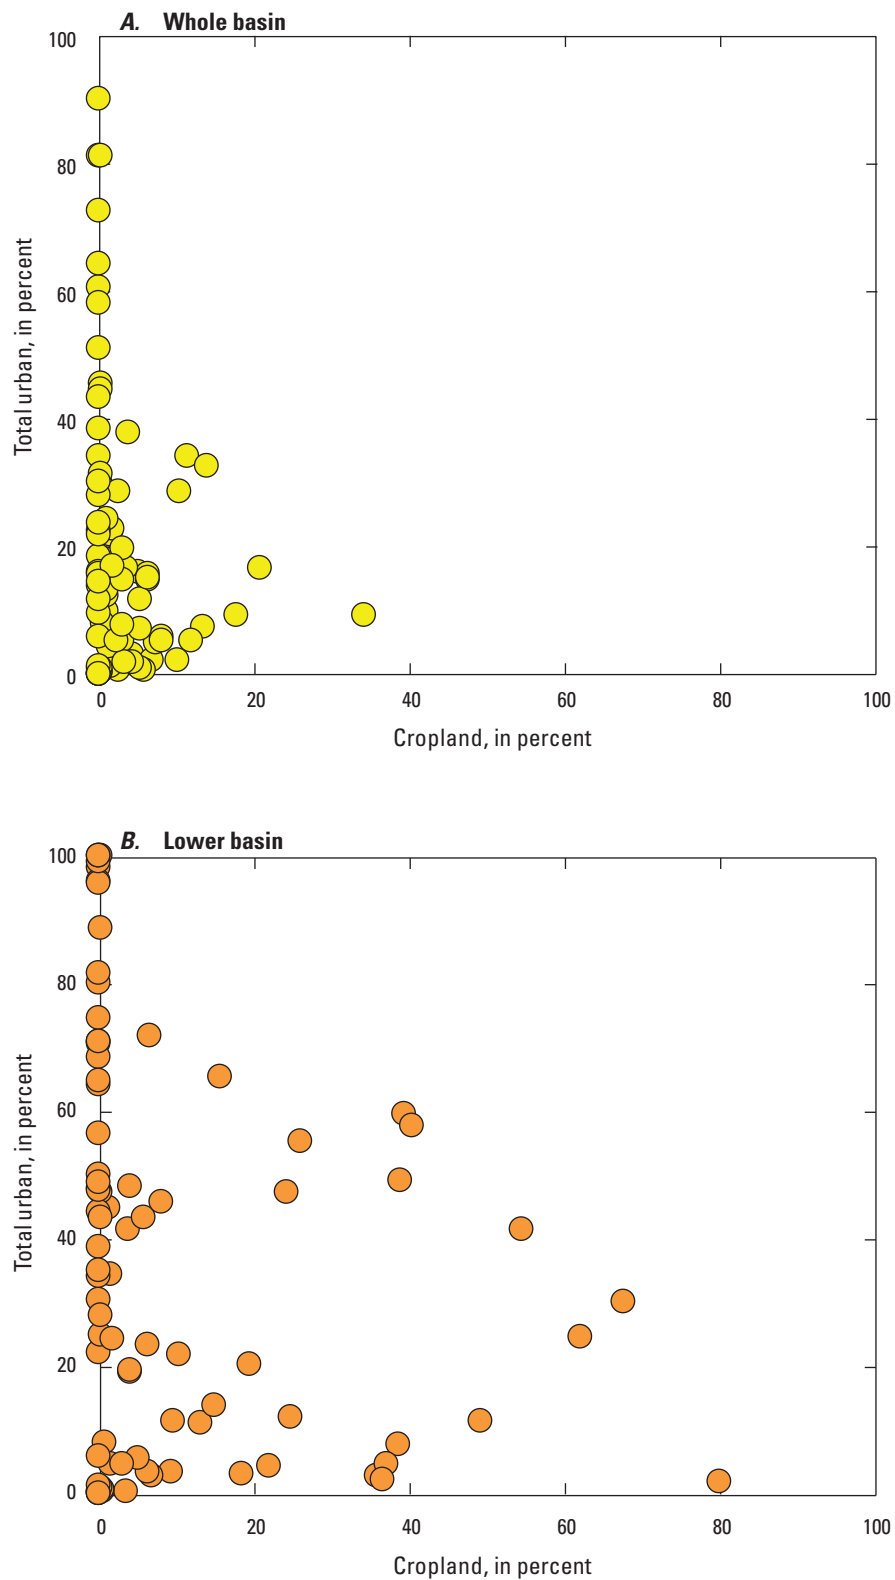 A. Whole basin
100
80
60
40
20
0
Total urban, in percent
0 20 40 60 80 100
Cropland, in percent
B. Lower basin
100
80
60
40
20
0
Total urban, in percent
0 20 40 60 80 100
Cropland, in percent